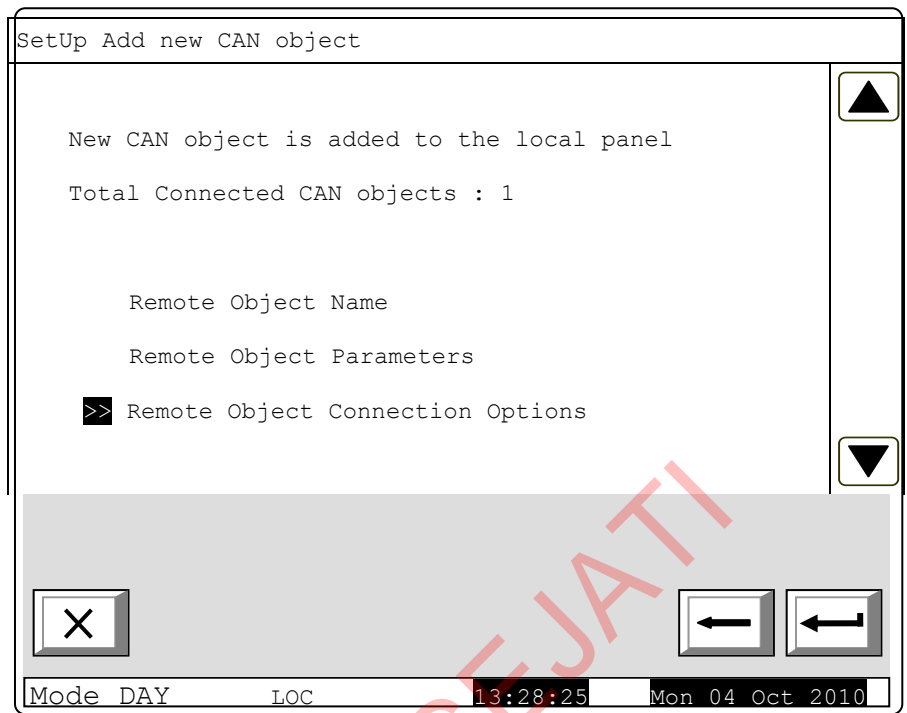 SetUp Add new CAN object
New CAN object is added to the local panel
Total Connected CAN objects : 1
Remote Object Name
Remote Object Parameters
>> Remote Object Connection Options
Mode DAY LOC 13:28:25 Mon 04 Oct 2010